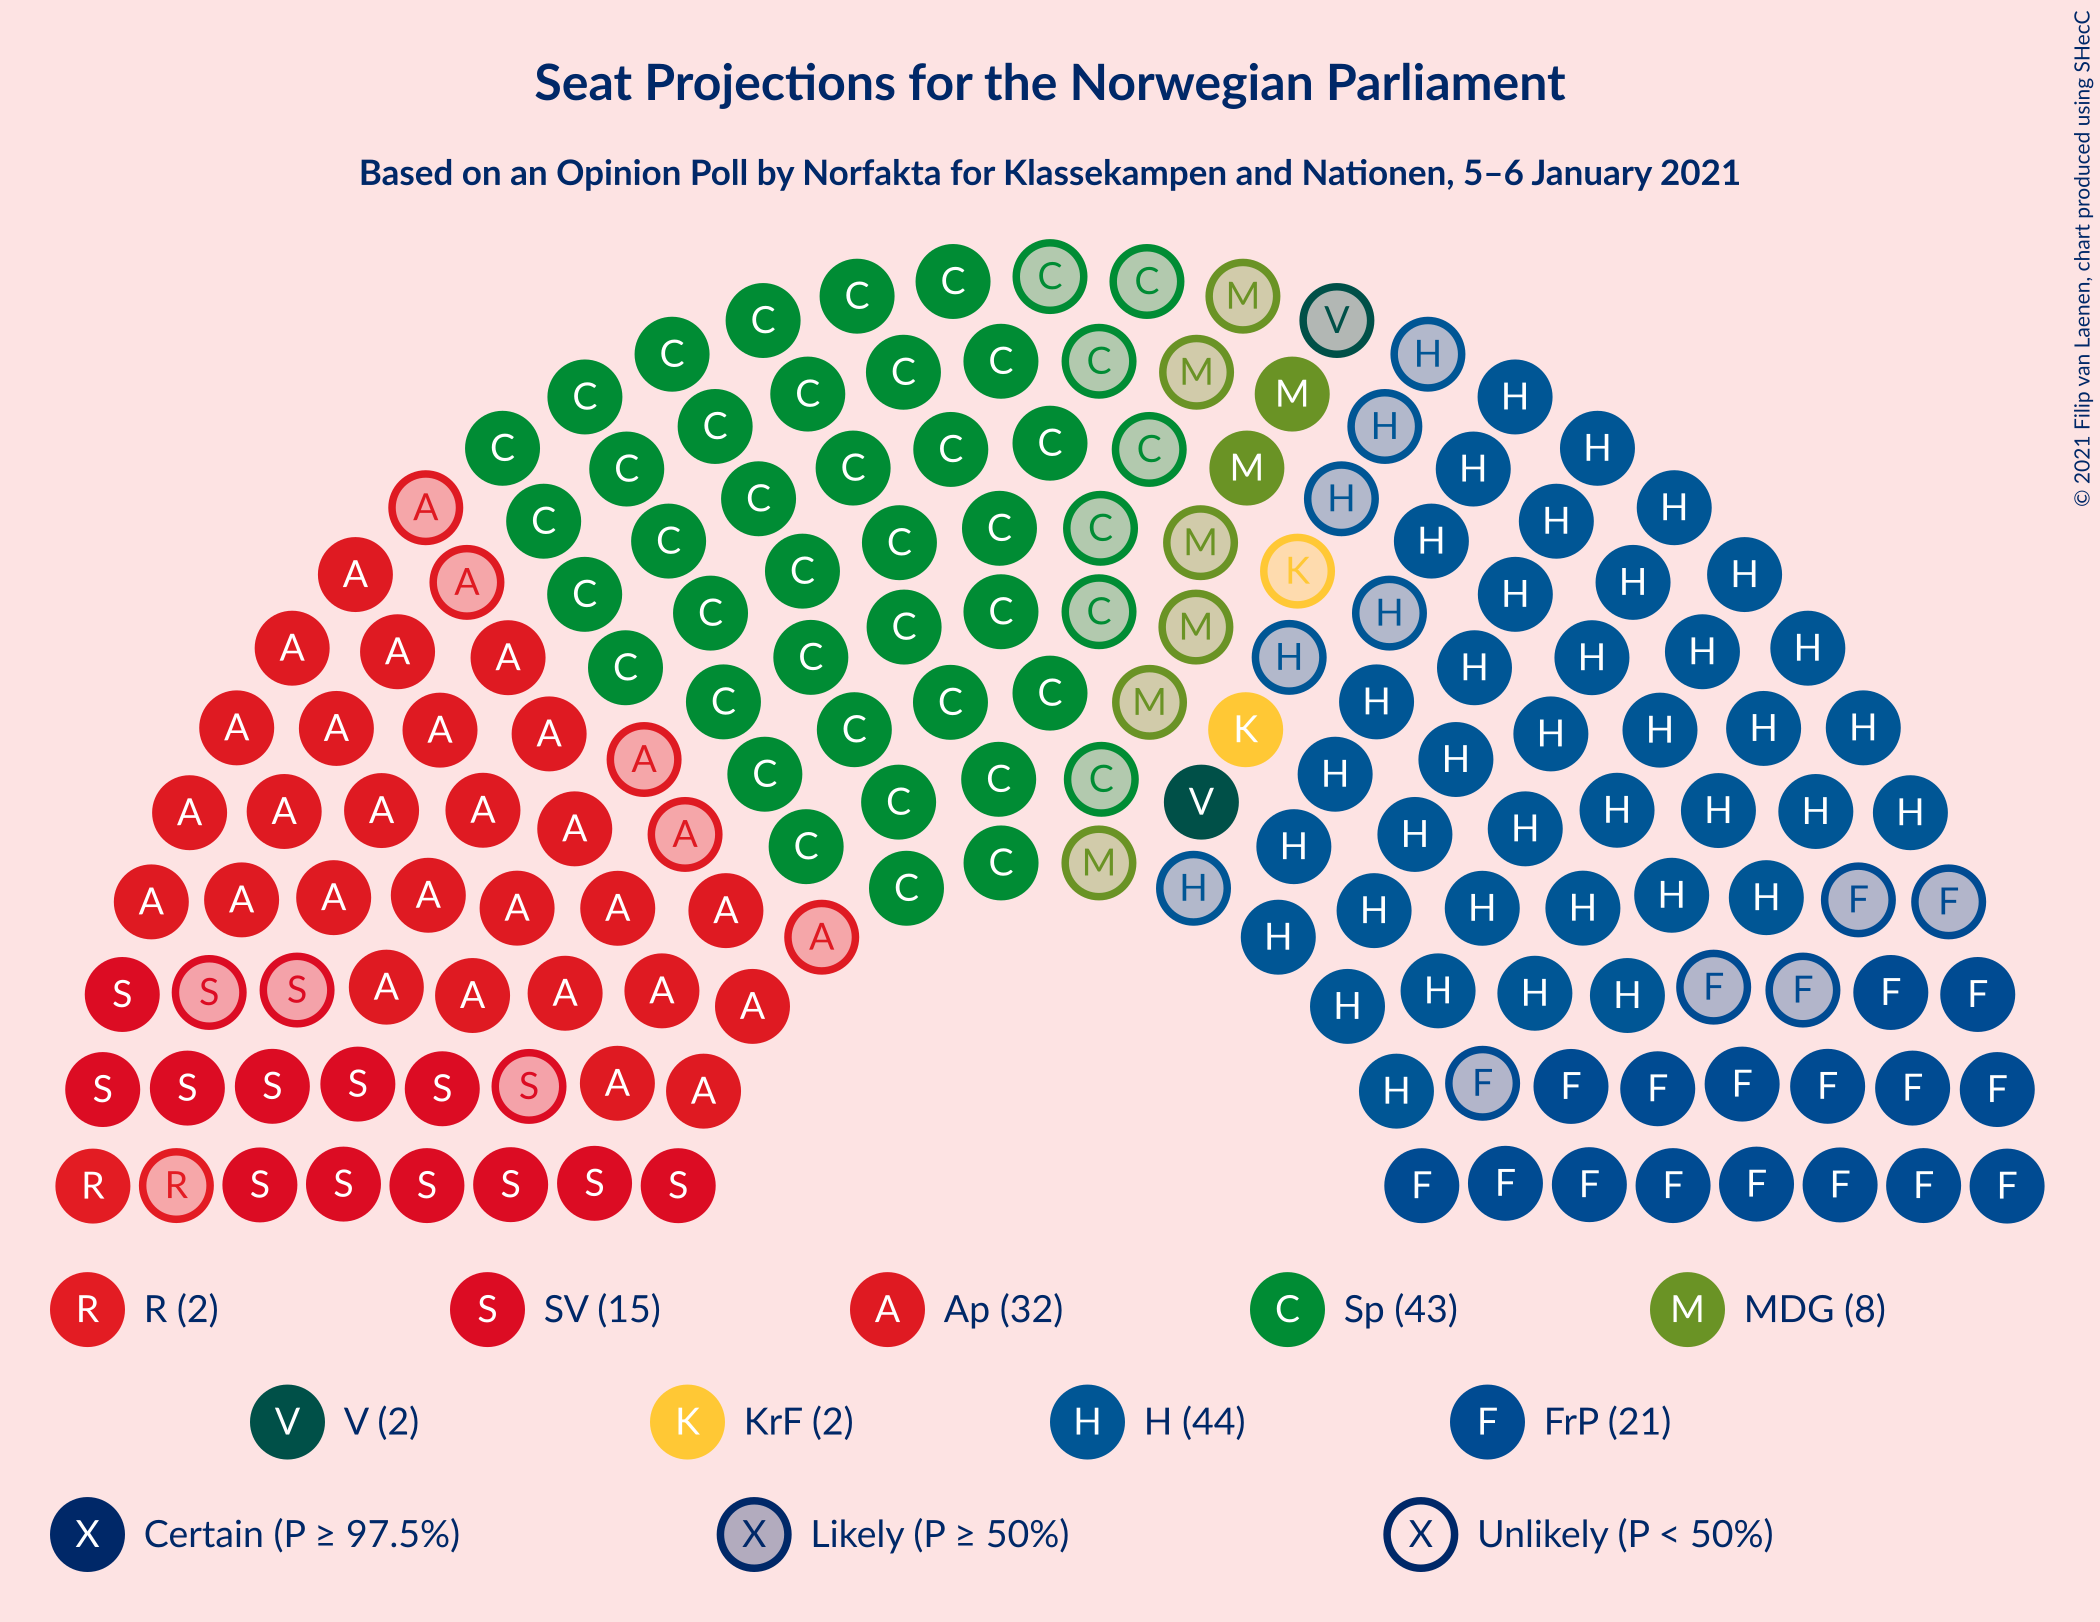 Seat Projections for the Norwegian Parliament
Based on an Opinion Poll by Norfakta for Klassekampen and Nationen, 5–6 January 2021
© 2021 Filip van Laenen, chart produced using SHecC
R R (2)
S SV (15)
A Ap (32)
C Sp (43)
M MDG (8)
V V (2)
K KrF (2)
H H (44)
F FrP (21)
X Certain (P ≥ 97.5%)
X Likely (P ≥ 50%)
X Unlikely (P < 50%)